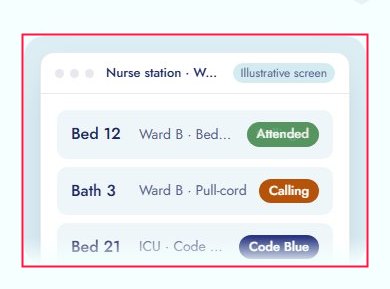 Nurse station · W...
Illustrative screen
Bed 12 Ward B · Bed... Attended
Bath 3 Ward B · Pull-cord Calling
Bed 21 ICU · Code ... Code Blue